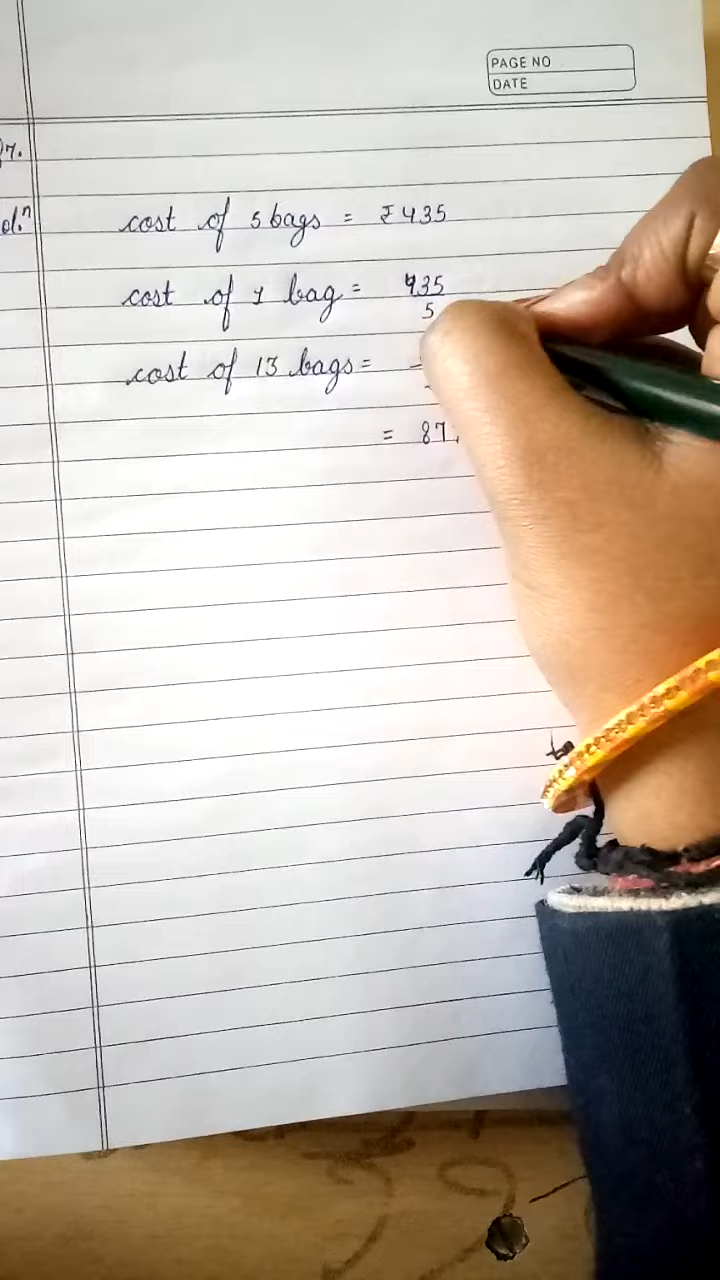 PAGE NO
DATE
7.
ol.ⁿ cost of 5 bags = ₹ 435
cost of 1 bag = 435
5
cost of 13 bags =
= 87